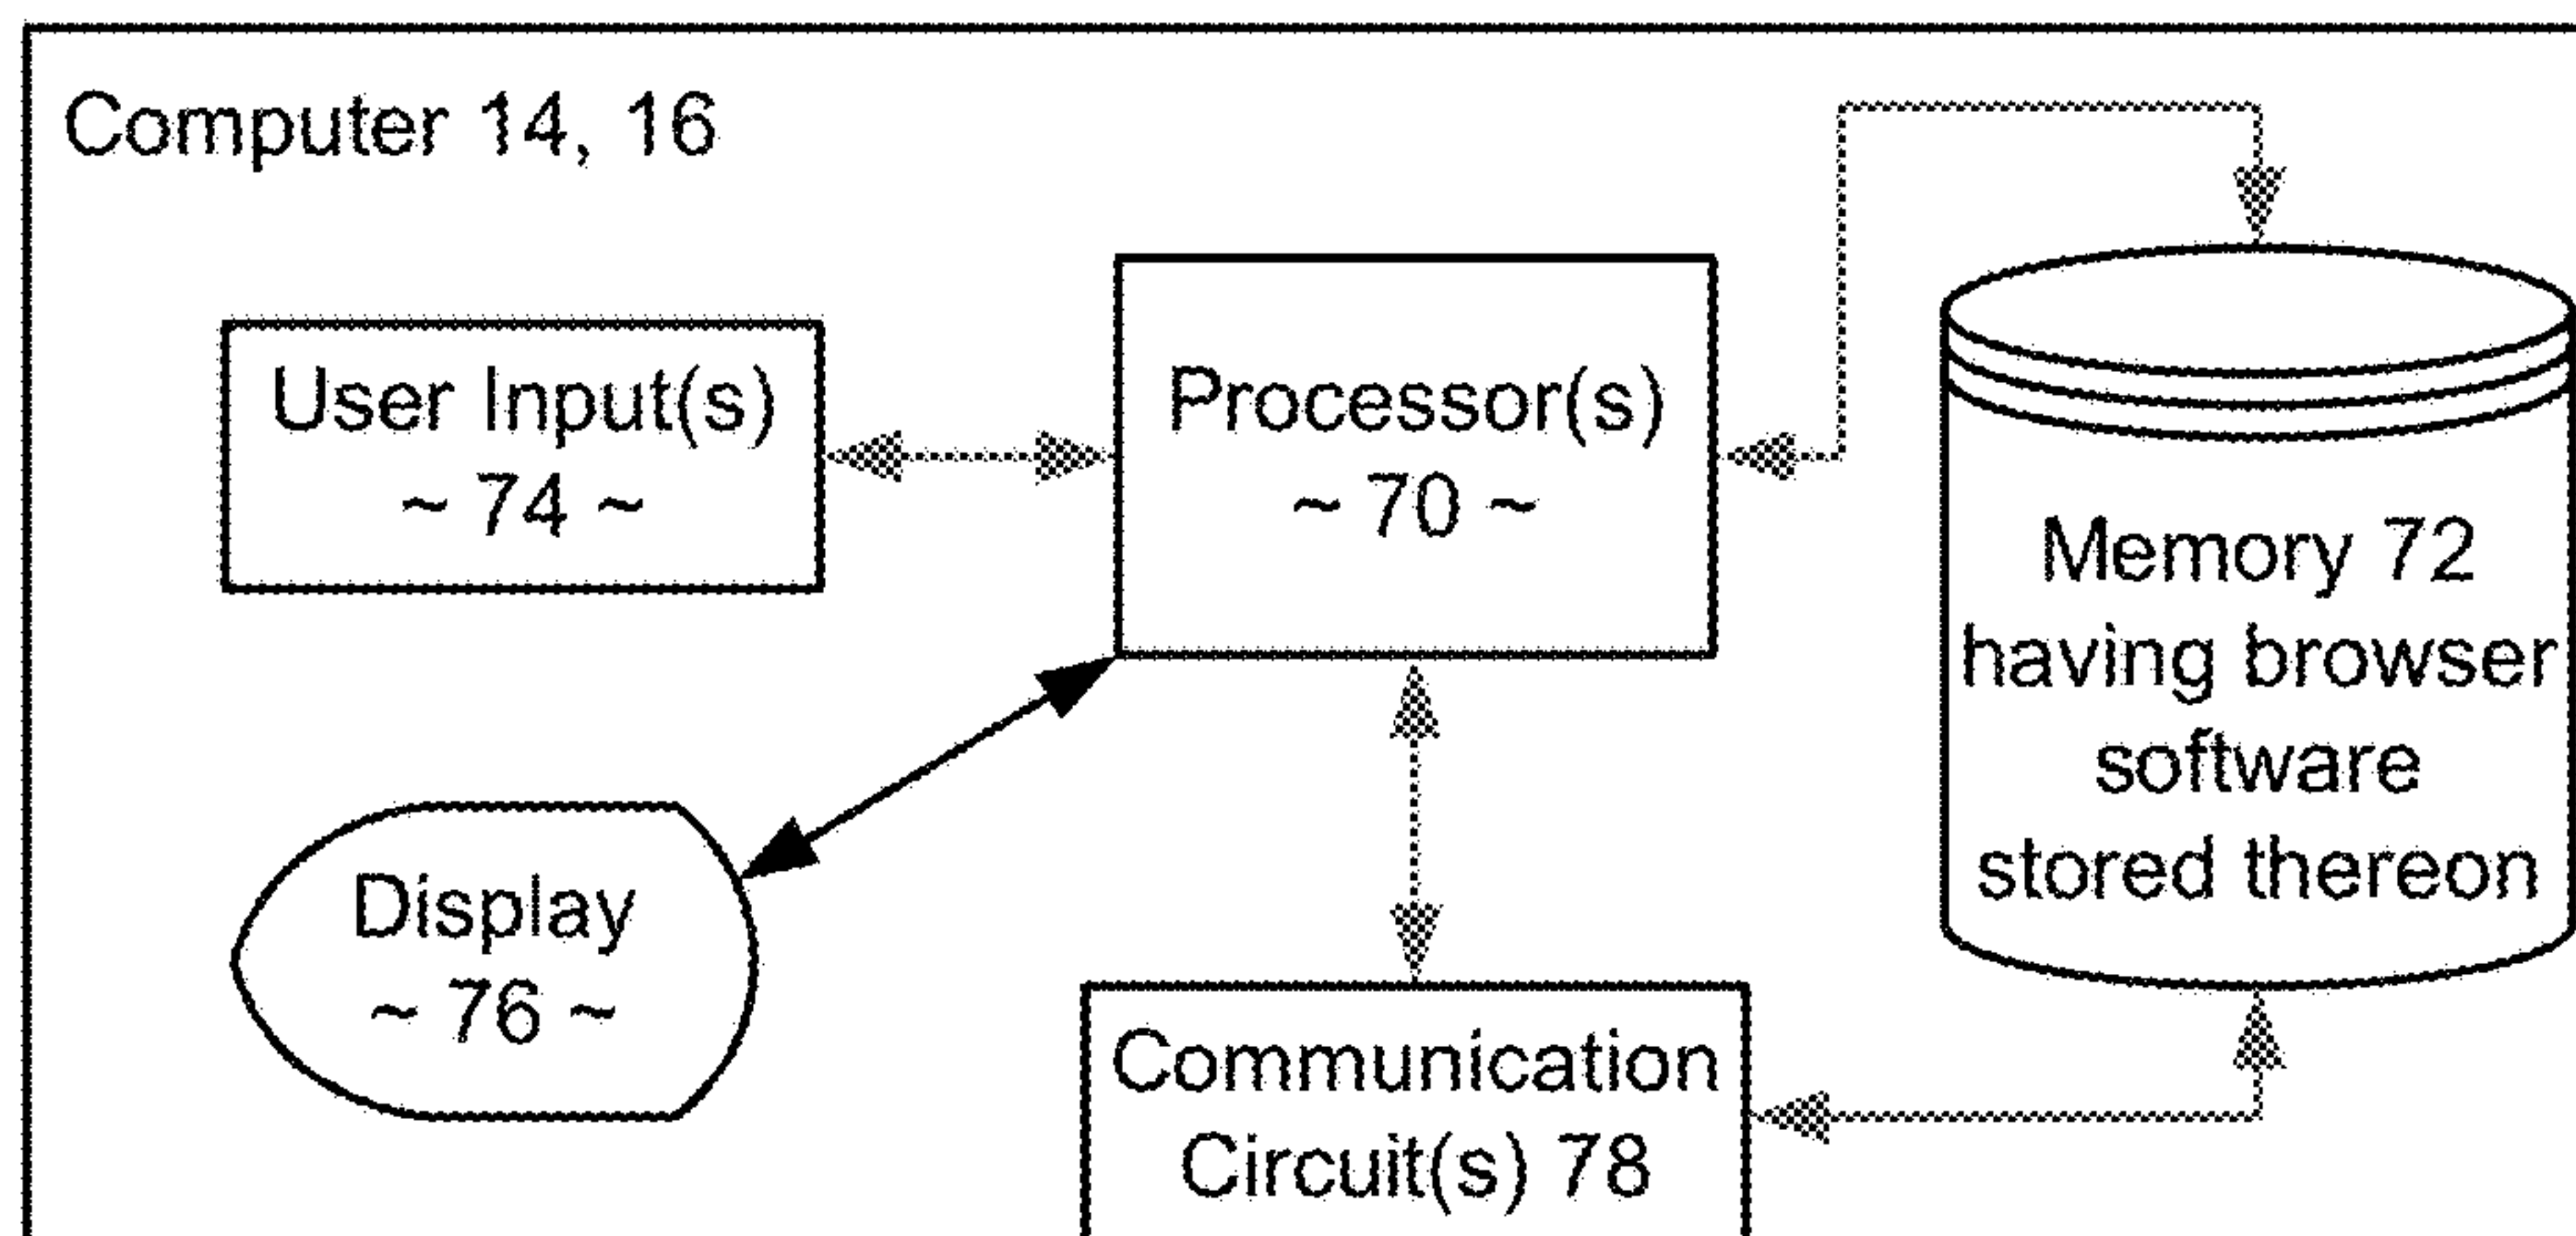 Computer 14, 16
User Input(s)
~ 74 ~
Processor(s)
~ 70 ~
Memory 72
having browser
software
stored thereon
Display
~ 76 ~
Communication
Circuit(s) 78